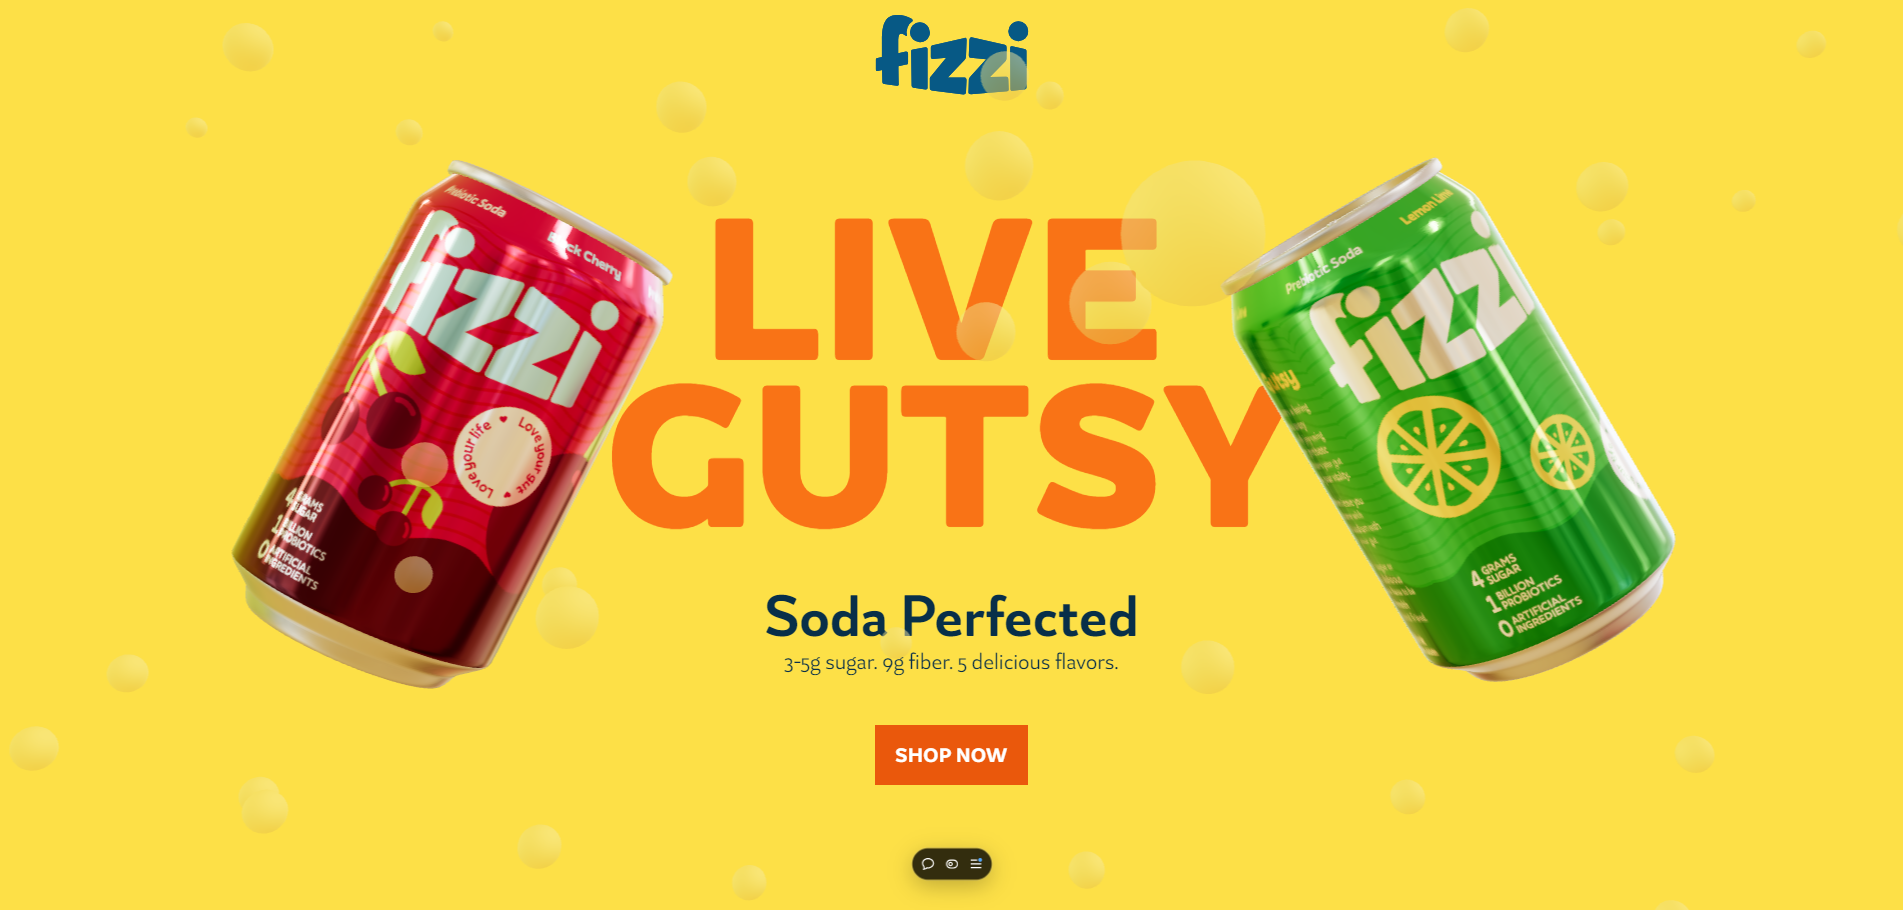 fizzi
LIVE
GUTSY
Prebiotic Soda
Black Cherry
fizzi
Love your life
Love your gut
4 GRAMS
SUGAR
1 BILLION
PROBIOTICS
0 ARTIFICIAL
INGREDIENTS
Prebiotic Soda
Lemon Lime
fizzi
4 GRAMS
SUGAR
1 BILLION
PROBIOTICS
0 ARTIFICIAL
INGREDIENTS
Soda Perfected
3-5g sugar. 9g fiber. 5 delicious flavors.
SHOP NOW